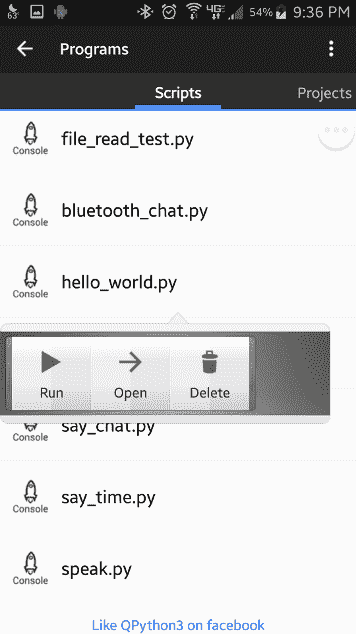 63°
4G
54%
9:36 PM
Programs
Scripts
Projects
Console
file_read_test.py
Console
bluetooth_chat.py
Console
hello_world.py
Run
Open
Delete
say_chat.py
Console
say_time.py
Console
speak.py
Console
Like QPython3 on facebook